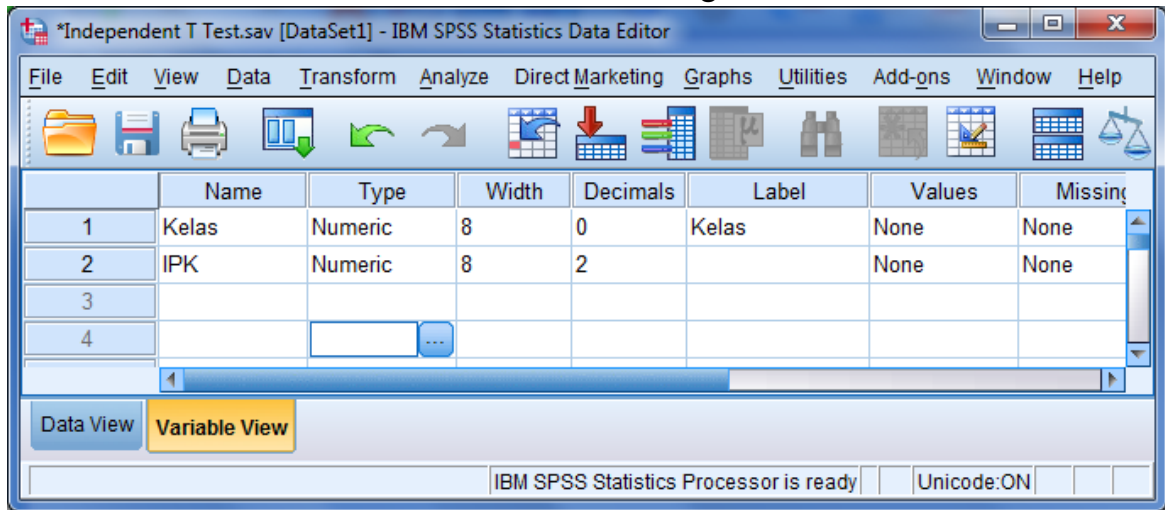 *Independent T Test.sav [DataSet1] - IBM SPSS Statistics Data Editor
File Edit View Data Transform Analyze Direct Marketing Graphs Utilities Add-ons Window Help
Name Type Width Decimals Label Values Missing
1 Kelas Numeric 8 0 Kelas None None
2 IPK Numeric 8 2 None None
3
4 ...
Data View Variable View
IBM SPSS Statistics Processor is ready Unicode:ON